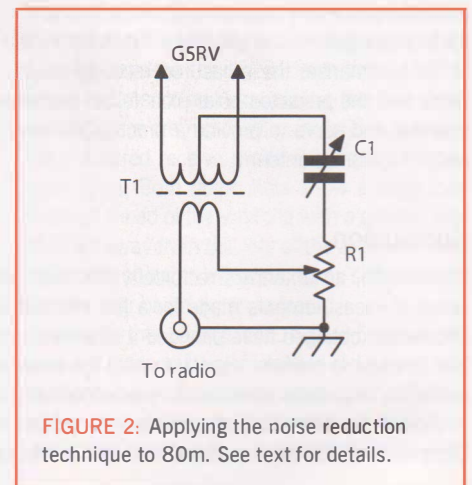 G5RV
C1
T1
R1
To radio
FIGURE 2: Applying the noise reduction
technique to 80m. See text for details.